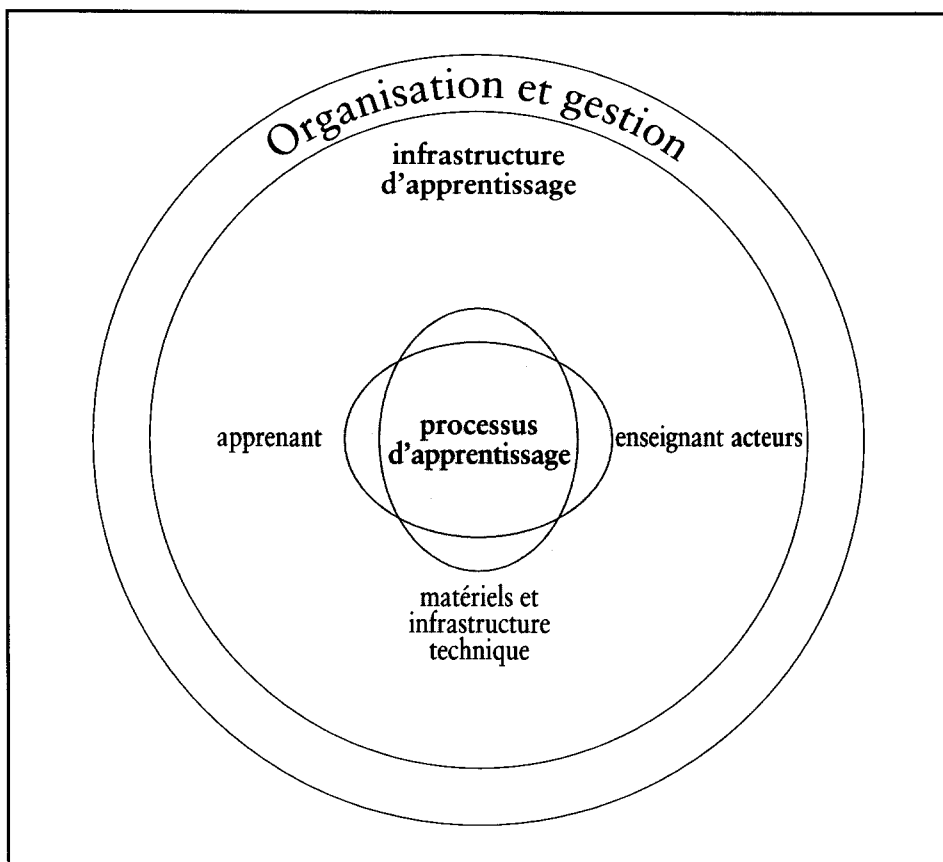 Organisation et gestion
infrastructure
d'apprentissage
apprenant
processus
d'apprentissage
enseignant acteurs
matériels et
infrastructure
technique